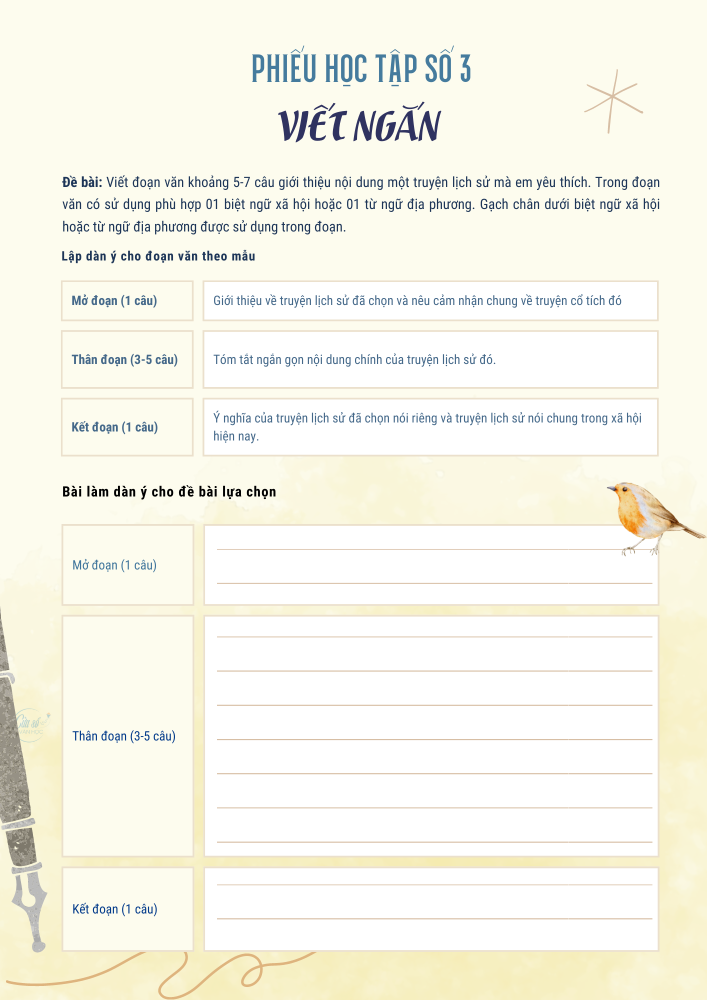 PHIẾU HỌC TẬP SỐ 3
VIẾT NGẮN
Đề bài: Viết đoạn văn khoảng 5-7 câu giới thiệu nội dung một truyện lịch sử mà em yêu thích. Trong đoạn
văn có sử dụng phù hợp 01 biệt ngữ xã hội hoặc 01 từ ngữ địa phương. Gạch chân dưới biệt ngữ xã hội
hoặc từ ngữ địa phương được sử dụng trong đoạn.
Lập dàn ý cho đoạn văn theo mẫu
Mở đoạn (1 câu)
Giới thiệu về truyện lịch sử đã chọn và nêu cảm nhận chung về truyện cổ tích đó
Thân đoạn (3-5 câu)
Tóm tắt ngắn gọn nội dung chính của truyện lịch sử đó.
Kết đoạn (1 câu)
Ý nghĩa của truyện lịch sử đã chọn nói riêng và truyện lịch sử nói chung trong xã hội
hiện nay.
Bài làm dàn ý cho đề bài lựa chọn
Mở đoạn (1 câu)
Cửa sổ
VĂN HỌC
Thân đoạn (3-5 câu)
Kết đoạn (1 câu)